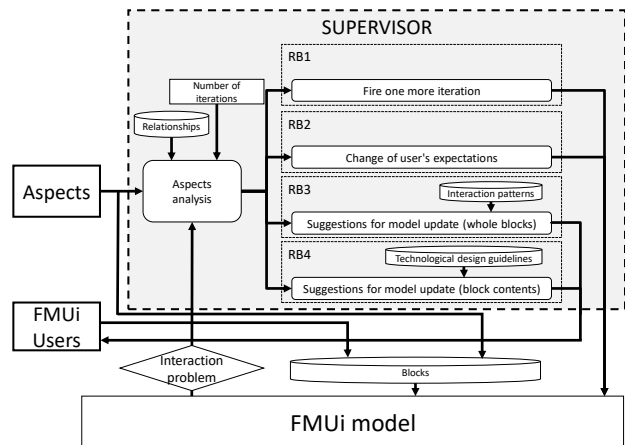 SUPERVISOR
RB1
Number of
iterations
Fire one more iteration
Relationships
RB2
Change of user's expectations
Aspects
Aspects
analysis
RB3
Interaction patterns
Suggestions for model update (whole blocks)
RB4
Technological design guidelines
Suggestions for model update (block contents)
FMUi
Users
Interaction
problem
Blocks
FMUi model